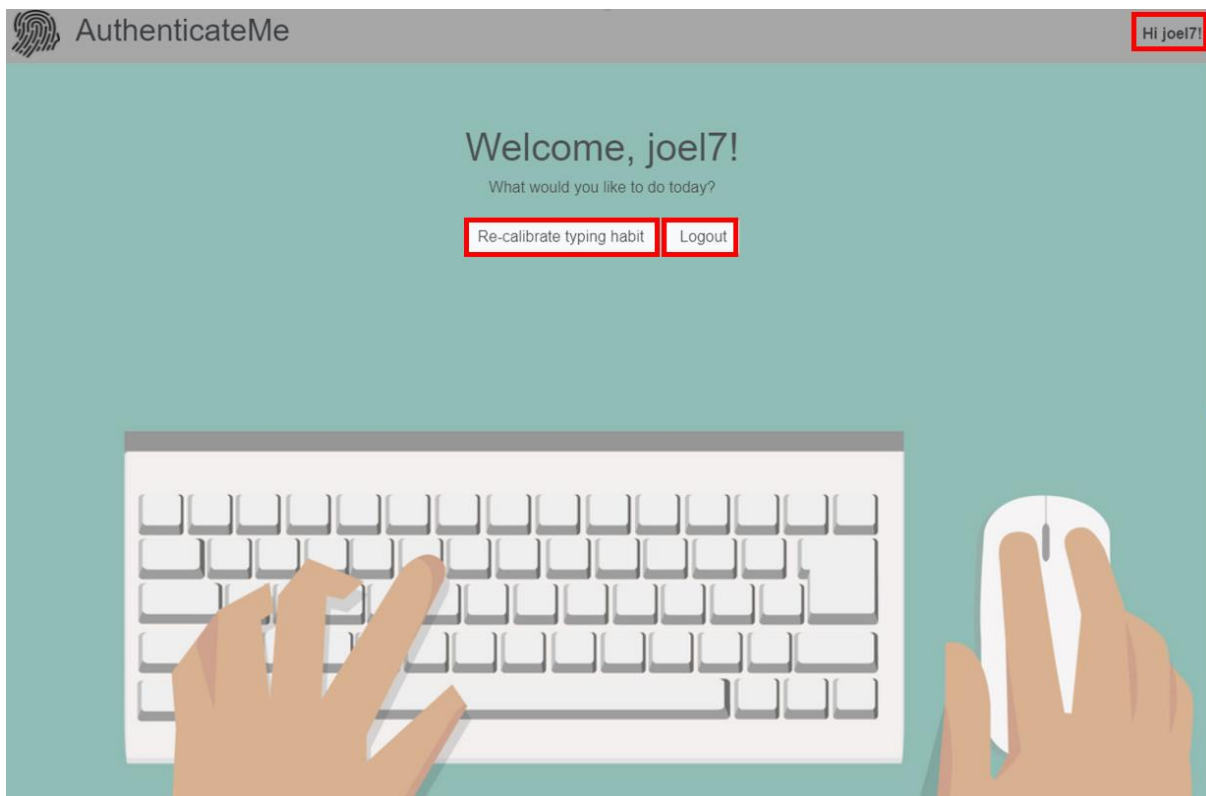 AuthenticateMe
Hi joel7!
Welcome, joel7!
What would you like to do today?
Re-calibrate typing habit
Logout